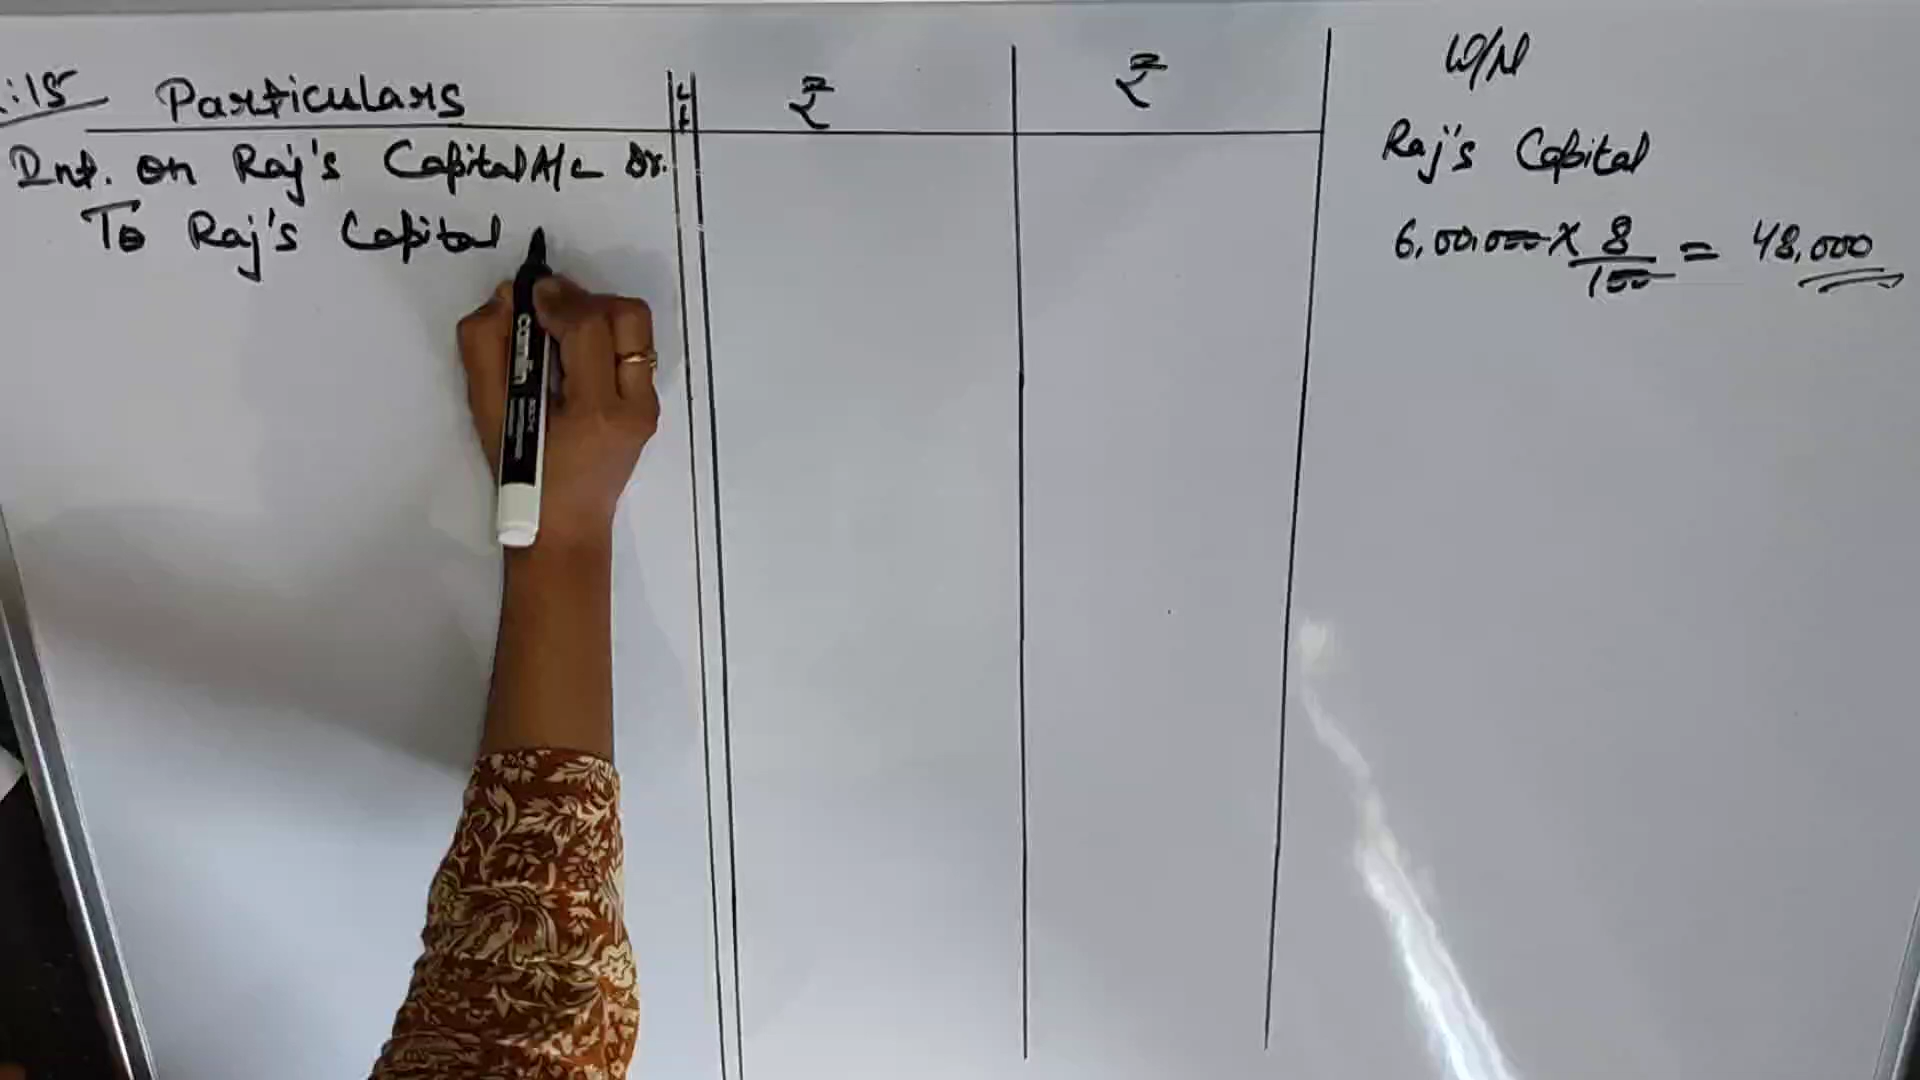 :15 Particulars L.F ₹ ₹
Int. on Raj's Capital A/c Dr.
To Raj's Capital
W/N
Raj's Capital
6,00,000 × 8/100 = 48,000